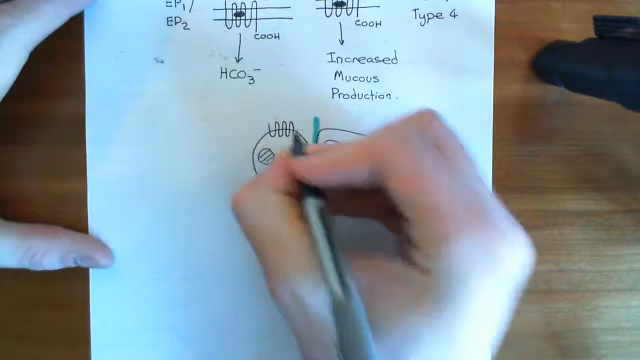 EP₁/
EP₂
COOH
HCO₃⁻
COOH
Type 4
Increased
Mucous
Production.